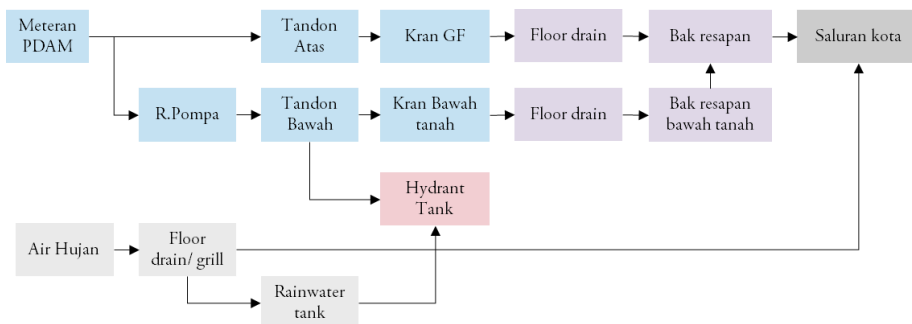 Meteran
PDAM
Tandon
Atas
Kran GF
Floor drain
Bak resapan
Saluran kota
R.Pompa
Tandon
Bawah
Kran Bawah
tanah
Floor drain
Bak resapan
bawah tanah
Hydrant
Tank
Air Hujan
Floor
drain/ grill
Rainwater
tank